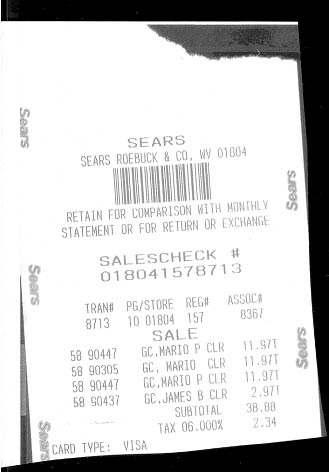 SEARS
SEARS ROEBUCK & CO, WV 01804
RETAIN FOR COMPARISON WITH MONTHLY
STATEMENT OR FOR RETURN OR EXCHANGE
SALESCHECK #
018041578713
TRAN# PG/STORE REG# ASSOC#
8713 10 01804 157 8367
SALE
58 90447 GC,MARIO P CLR 11.97T
58 90305 GC, MARIO CLR 11.97T
58 90447 GC,MARIO P CLR 11.97T
58 90437 GC,JAMES B CLR 2.97T
SUBTOTAL 38.88
TAX 06.000% 2.34
CARD TYPE: VISA
Sears
Sears
Sears
Sears
Sears